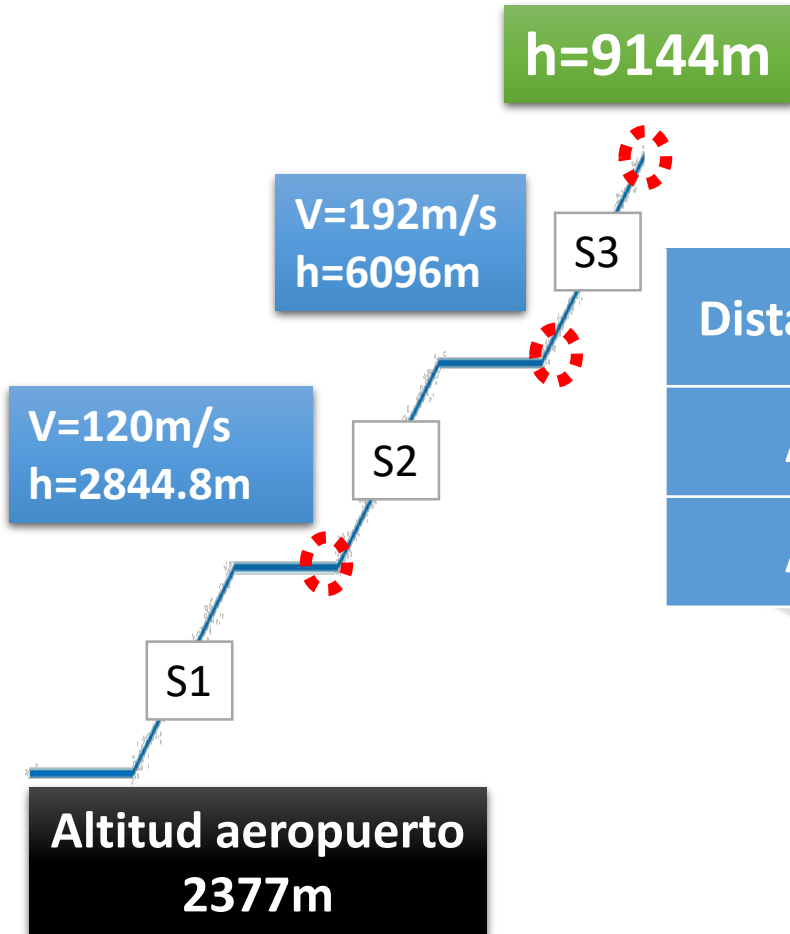 h=9144m
V=192m/s
h=6096m
S3
V=120m/s
h=2844.8m
S2
S1
Altitud aeropuerto
2377m